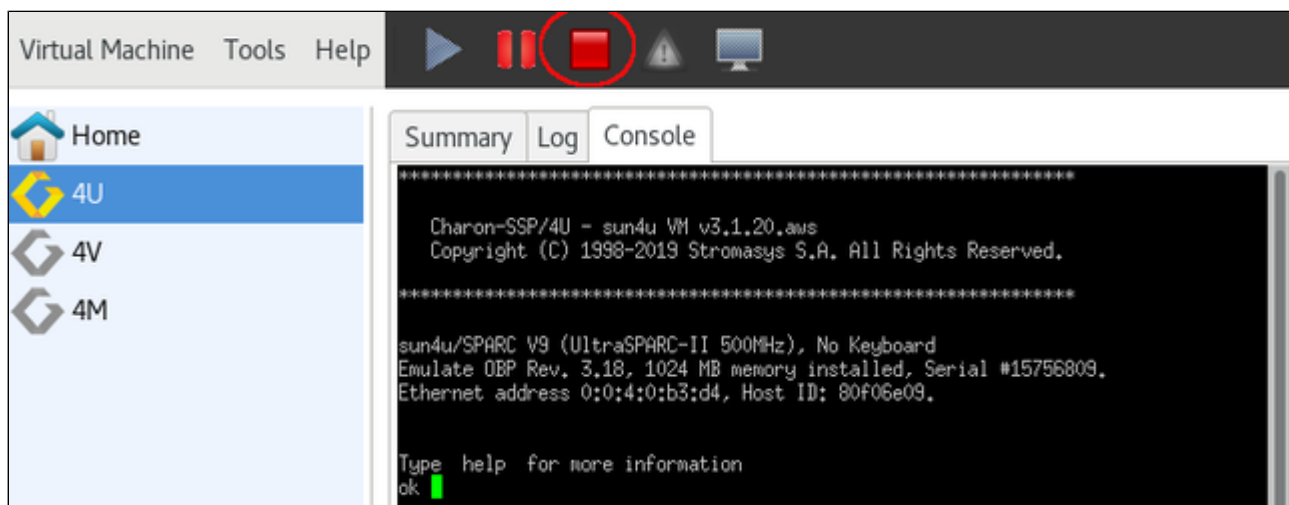 Virtual Machine Tools Help
Home
4U
4V
4M
Summary Log Console
***************************************************************************
Charon-SSP/4U - sun4u VM v3.1.20.aws
Copyright (C) 1998-2019 Stromasys S.A. All Rights Reserved.
***************************************************************************
sun4u/SPARC V9 (UltraSPARC-II 500MHz), No Keyboard
Emulate OBP Rev. 3.18, 1024 MB memory installed, Serial #15756809.
Ethernet address 0:0:4:0:b3:d4, Host ID: 80f06e09.
Type help for more information
ok